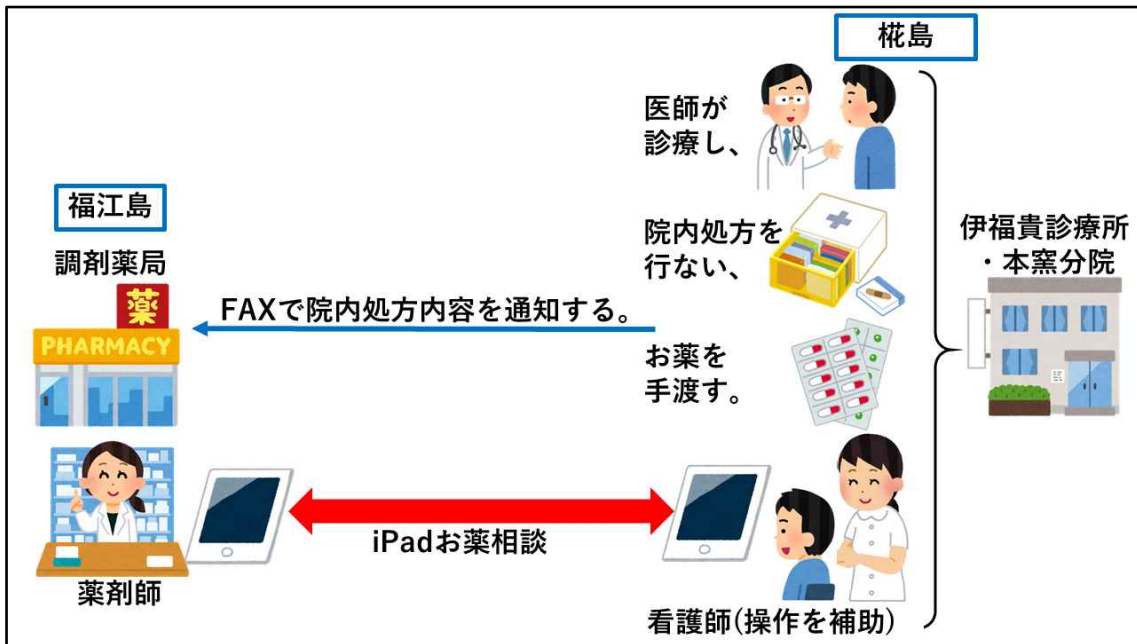 椛島
医師が
診療し、
院内処方を
行ない、
お薬を
手渡す。
伊福貴診療所
・本窯分院
福江島
調剤薬局
薬
PHARMACY
FAXで院内処方内容を通知する。
iPadお薬相談
薬剤師
看護師(操作を補助)